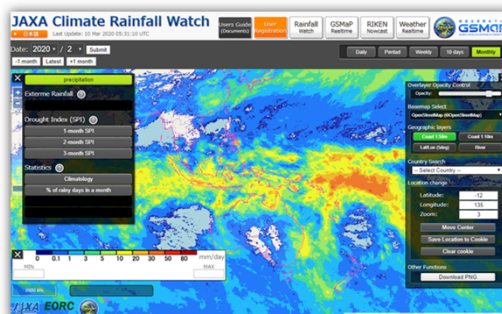 JAXA Climate Rainfall Watch
日本語 Last Update: 10 Mar 2020 05:31:10 UTC
Users Guide (Documents)
User Registration
Rainfall Watch
GSMaP Realtime
RIKEN Nowcast
Weather Realtime
GSMaP
Date: 2020 / 2 Submit
-1 month Latest +1 month
Daily Pentad Weekly 10 days Monthly
precipitation
Exterme Rainfall
Drought Index (SPI)
1-month SPI
2-month SPI
3-month SPI
Statistics
Climatology
% of rainy days in a month
Overlayer Opacity Control
Opacity:
Basemap Select
OpenStreetMap (©OpenStreetMap)
Geographic layers
Coast 1:50m Coast 1:10m
Lat/Lon (5deg) River
Country Search
-- Select Country --
Location change
Latitude: -12
Longitude: 135
Zoom: 3
Move Center
Save Location to Cookie
Clear cookie
Other Functions
Download PNG
0 0.1 1 3 5 10 20 30 50 80 mm/day
MIN MAX
JAXA EORC